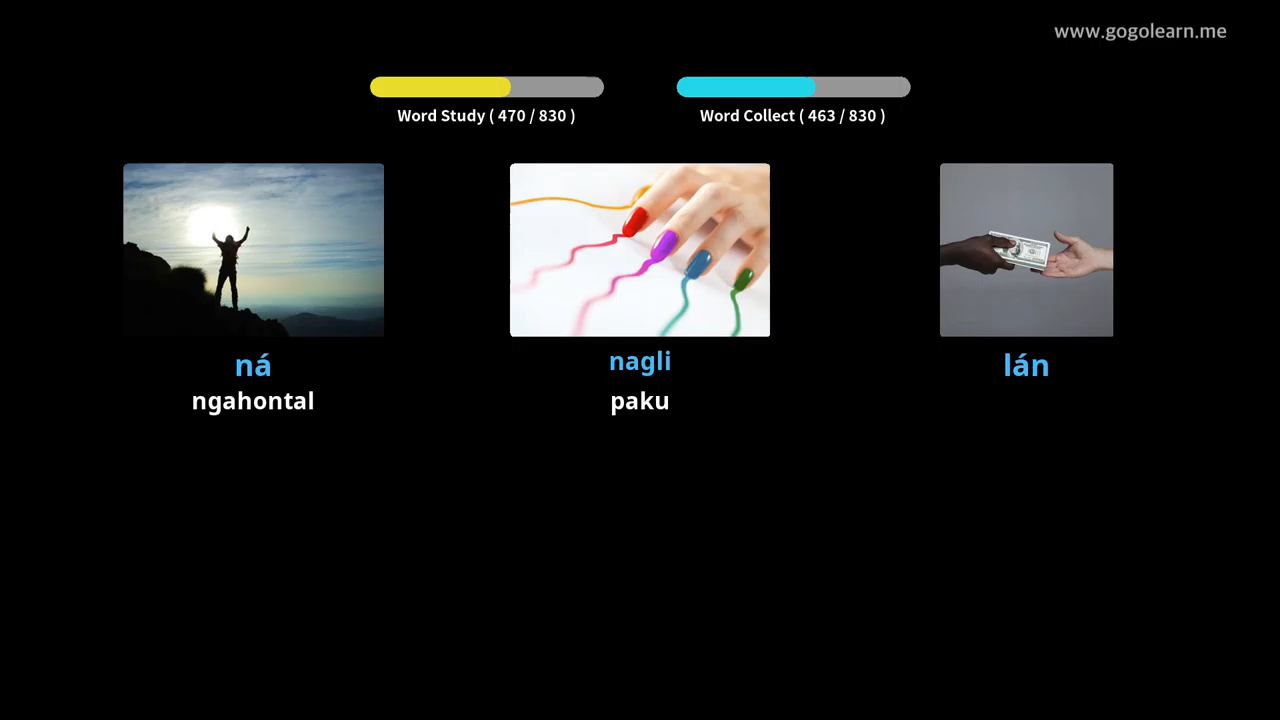 www.gogolearn.me
Word Study ( 470 / 830 )
Word Collect ( 463 / 830 )
ná
nagli
lán
ngahontal
paku